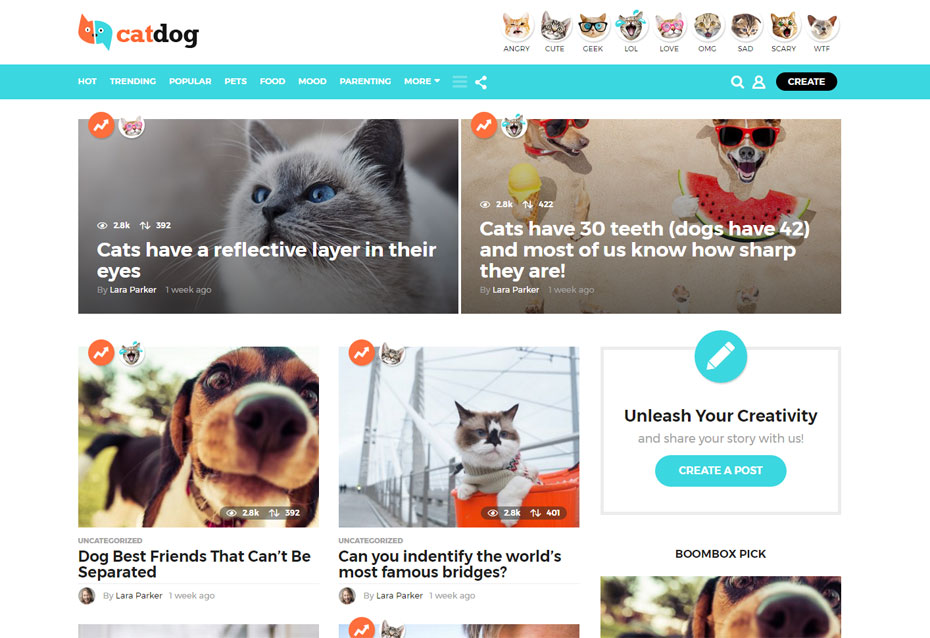 catdog
ANGRY CUTE GEEK LOL LOVE OMG SAD SCARY WTF
HOT TRENDING POPULAR PETS FOOD MOOD PARENTING MORE CREATE
2.8k 392
Cats have a reflective layer in their
eyes
By Lara Parker 1 week ago
2.8k 422
Cats have 30 teeth (dogs have 42)
and most of us know how sharp
they are!
By Lara Parker 1 week ago
2.8k 392
UNCATEGORIZED
Dog Best Friends That Can't Be
Separated
By Lara Parker 1 week ago
2.8k 401
UNCATEGORIZED
Can you indentify the world's
most famous bridges?
By Lara Parker 1 week ago
Unleash Your Creativity
and share your story with us!
CREATE A POST
BOOMBOX PICK